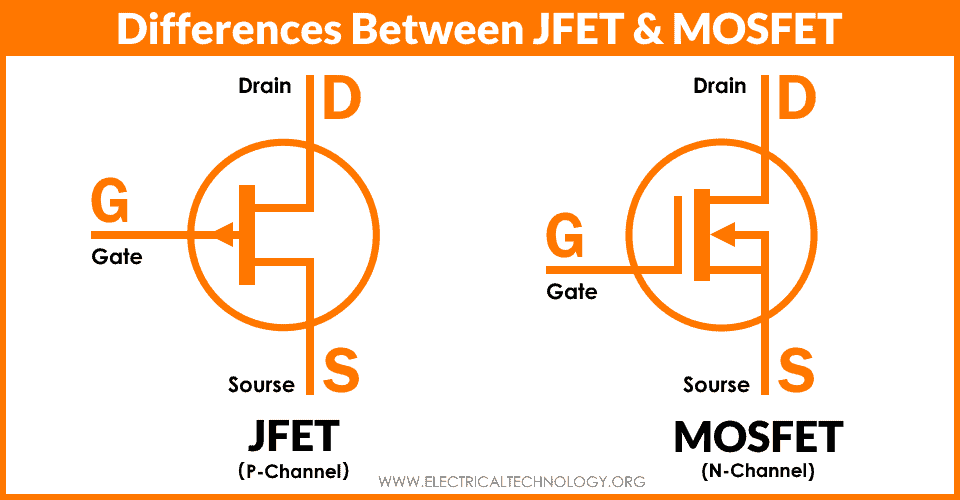 Differences Between JFET & MOSFET
Drain D
G
Gate
Sourse S
JFET
(P-Channel)
Drain D
G
Gate
Sourse S
MOSFET
(N-Channel)
WWW.ELECTRICALTECHNOLOGY.ORG